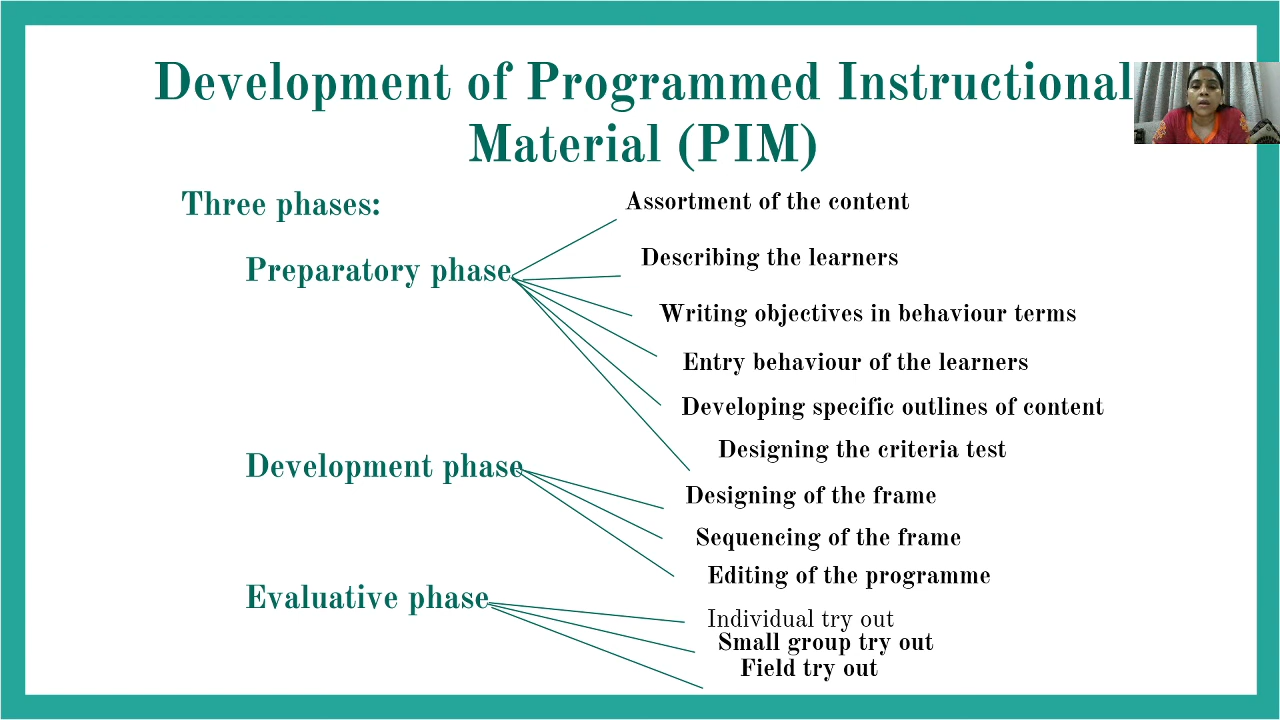 Development of Programmed Instructional
Material (PIM)
Three phases:
Assortment of the content
Preparatory phase
Describing the learners
Writing objectives in behaviour terms
Entry behaviour of the learners
Developing specific outlines of content
Designing the criteria test
Development phase
Designing of the frame
Sequencing of the frame
Editing of the programme
Evaluative phase
Individual try out
Small group try out
Field try out